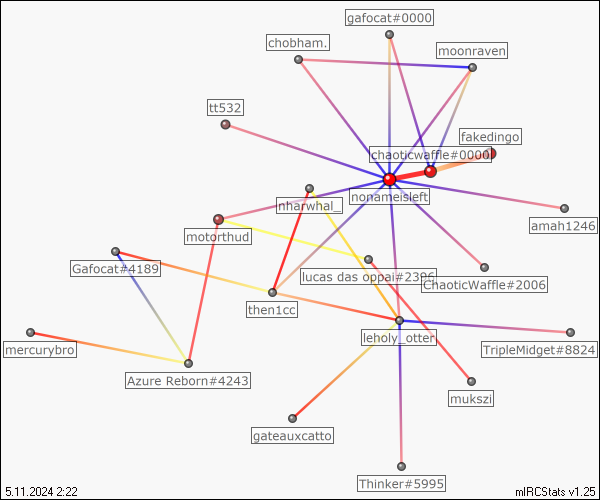 gafocat#0000
chobham.
moonraven
tt532
fakedingo
chaoticwaffle#0000
nonameisleft
nharwhal_
amah1246
motorthud
Gafocat#4189
lucas das oppai#2396
ChaoticWaffle#2006
then1cc
leholy_otter
mercurybro
TripleMidget#8824
Azure Reborn#4243
mukszi
gateauxcatto
Thinker#5995
5.11.2024 2:22
mIRCStats v1.25